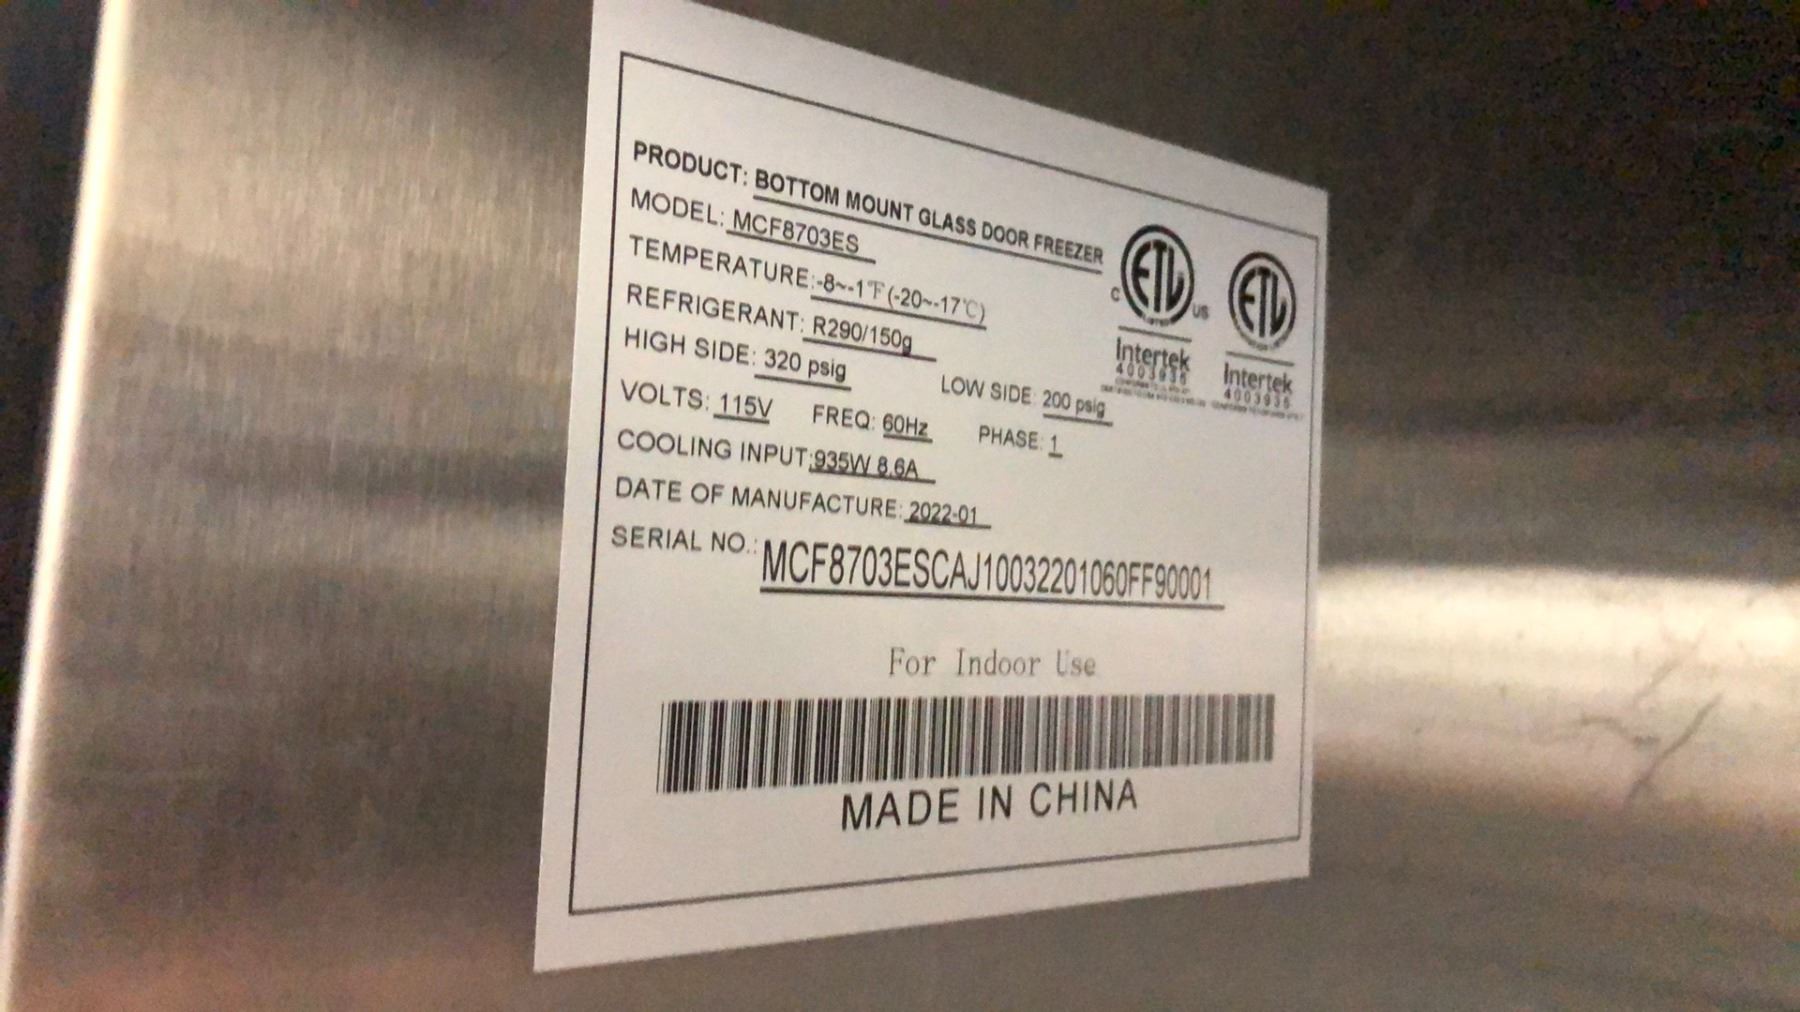 PRODUCT: BOTTOM MOUNT GLASS DOOR FREEZER
MODEL: MCF8703ES
TEMPERATURE:-8~-1°F(-20~-17℃)
REFRIGERANT: R290/150g
HIGH SIDE: 320 psig LOW SIDE: 200 psig
VOLTS: 115V FREQ: 60Hz PHASE: 1
COOLING INPUT:935W 8.6A
DATE OF MANUFACTURE: 2022-01
SERIAL NO.: MCF8703ESCAJ10032201060FF90001
C ETL US
Intertek
4003936
ETL
Intertek
4003935
For Indoor Use
MADE IN CHINA